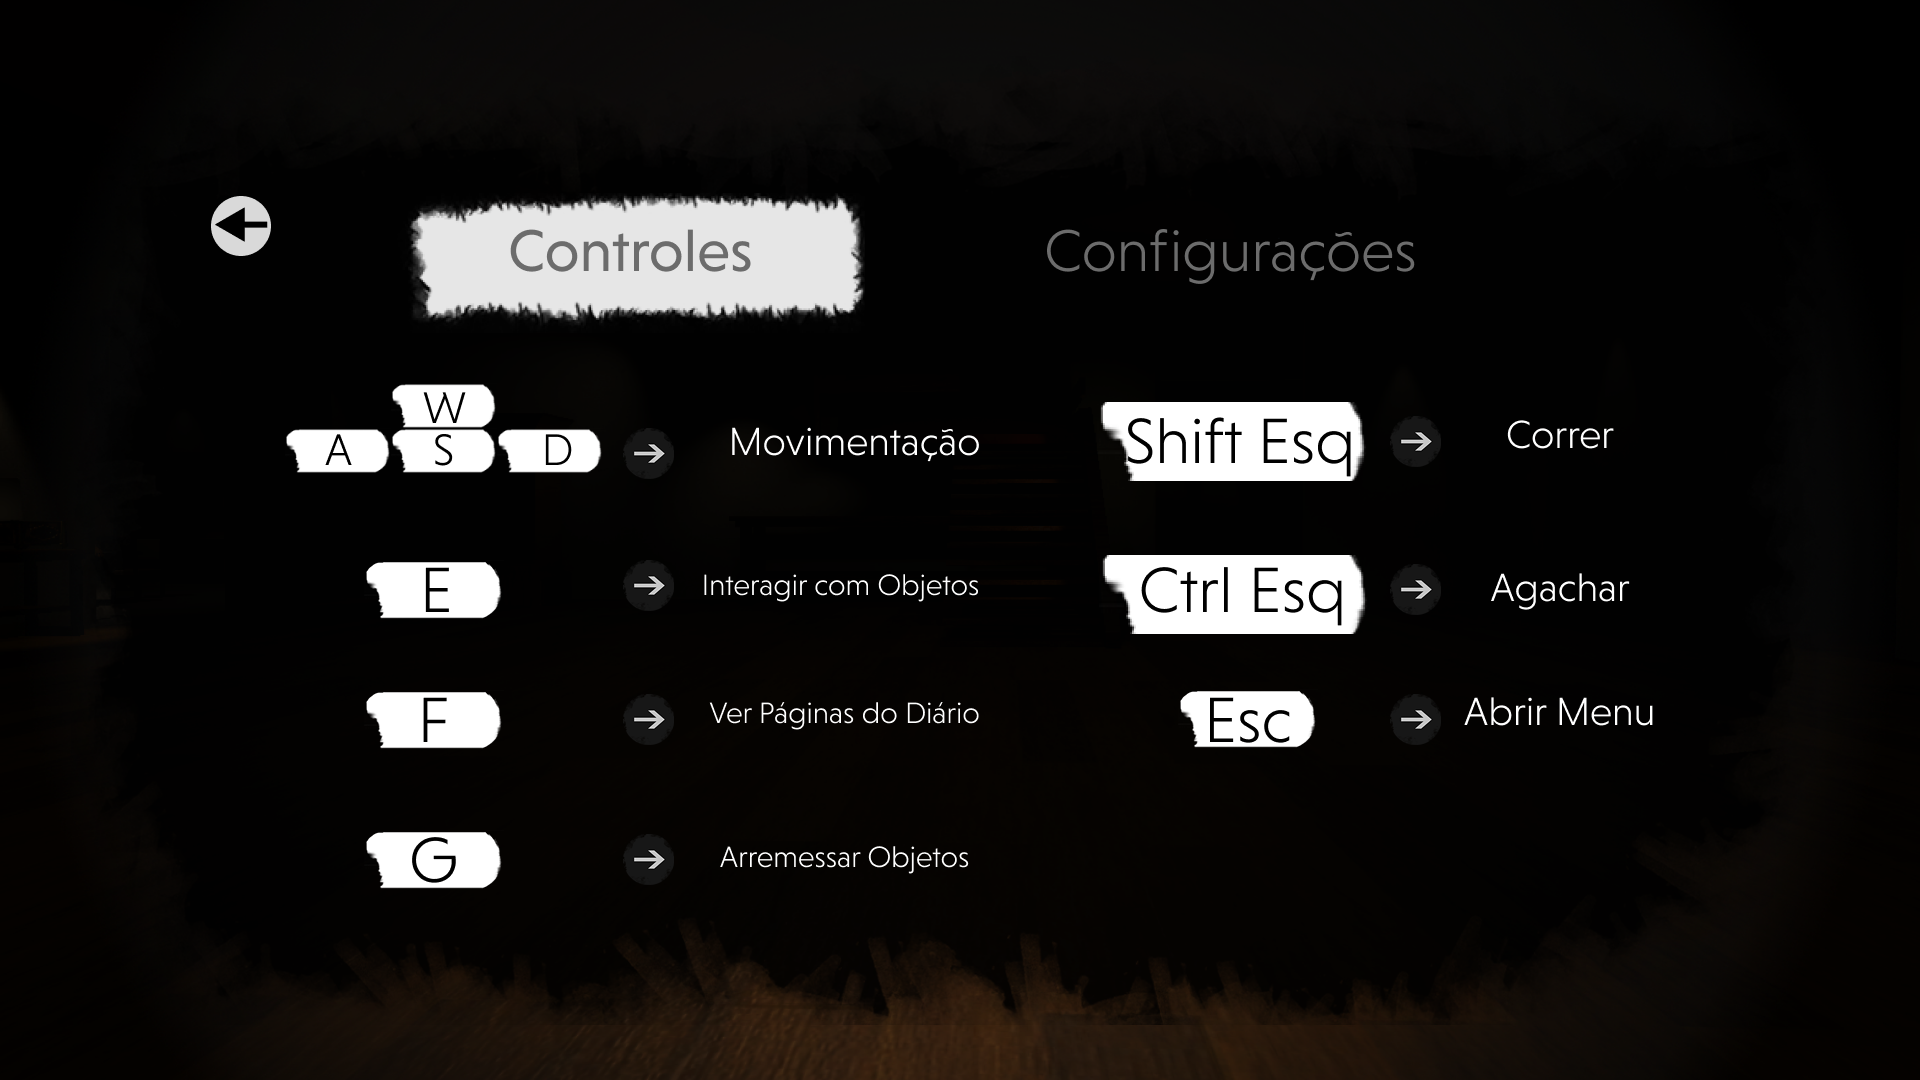 Controles
Configurações
W
A S D
Movimentação
Shift Esq
Correr
E
Interagir com Objetos
Ctrl Esq
Agachar
F
Ver Páginas do Diário
Esc
Abrir Menu
G
Arremessar Objetos